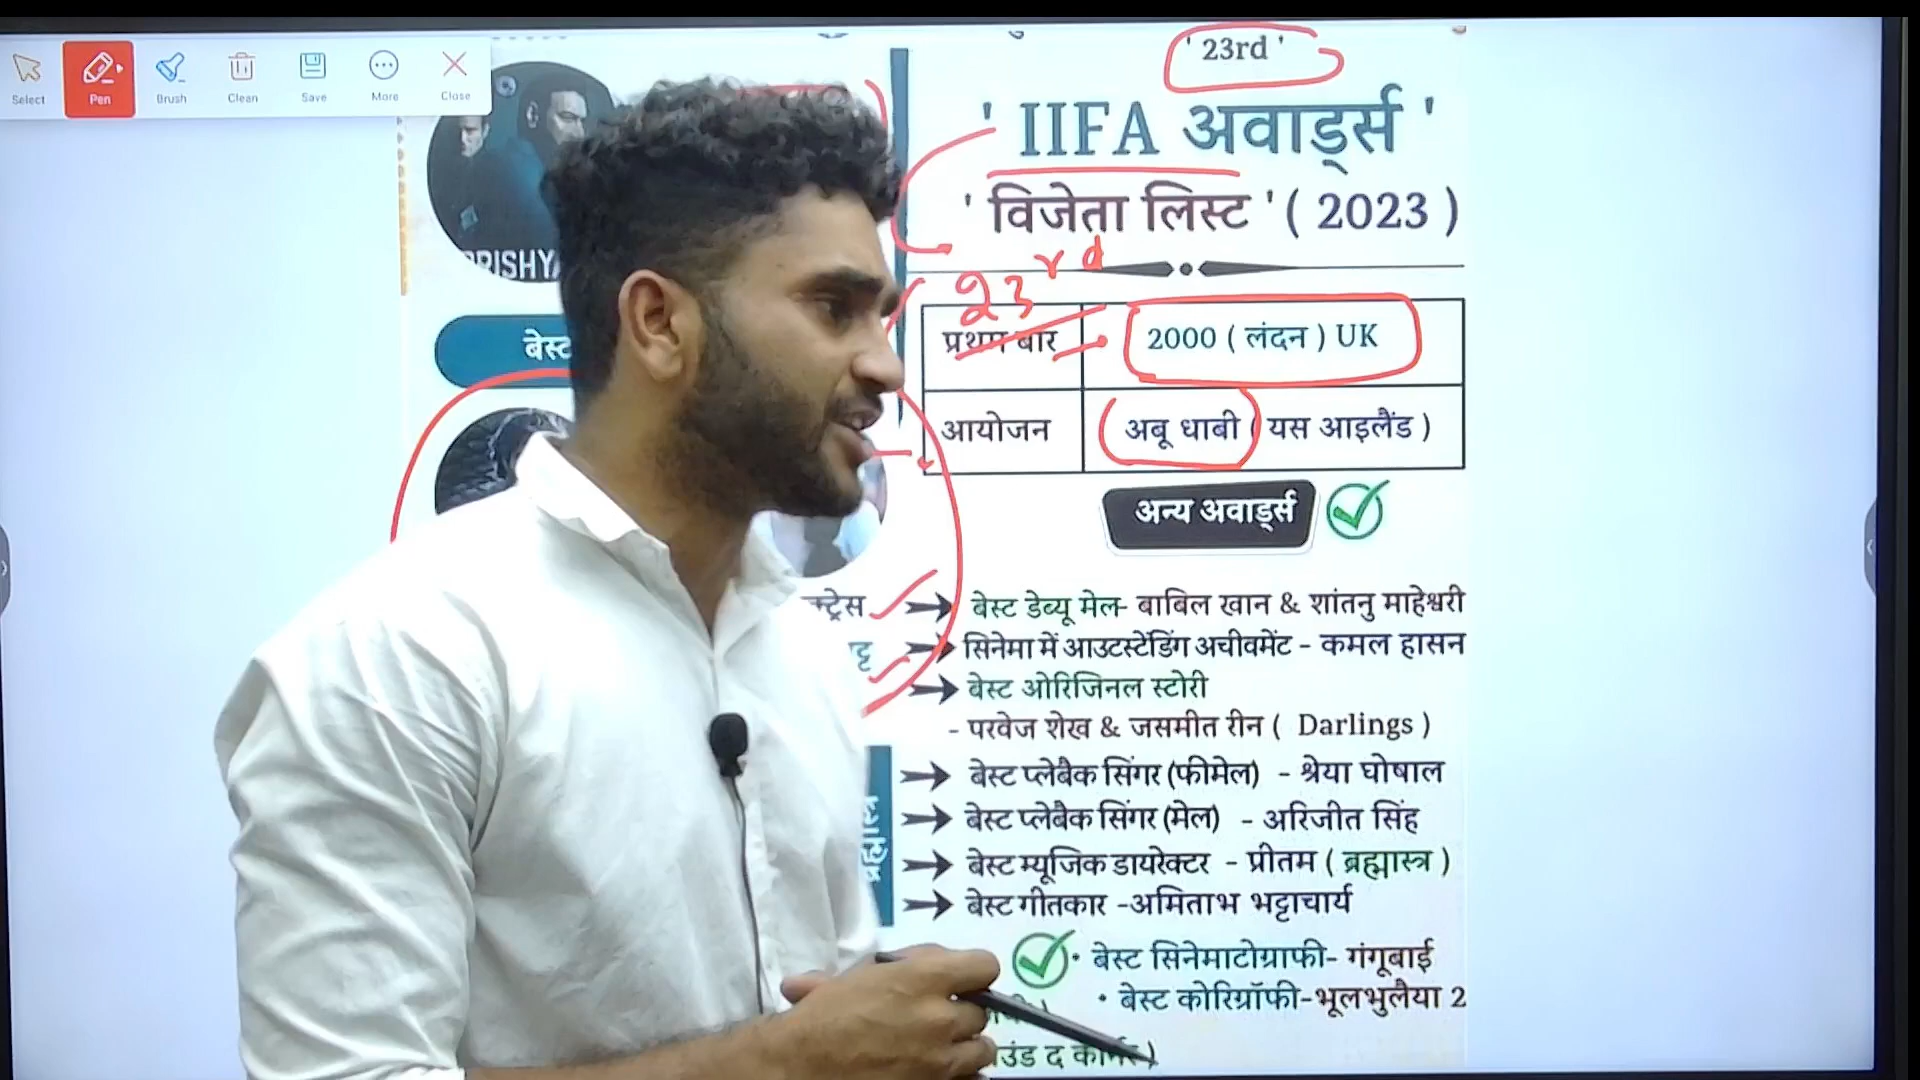 Select Pen Brush Clean Save More Close
' 23rd '
' IIFA अवार्ड्स '
' विजेता लिस्ट ' ( 2023 )
23rd
प्रथम बार 2000 ( लंदन ) UK
आयोजन अबू धाबी ( यस आइलैंड )
अन्य अवार्ड्स
बेस्ट डेब्यू मेल- बाबिल खान & शांतनु माहेश्वरी
सिनेमा में आउटस्टेंडिंग अचीवमेंट - कमल हासन
बेस्ट ओरिजिनल स्टोरी
- परवेज शेख & जसमीत रीन ( Darlings )
बेस्ट प्लेबैक सिंगर (फीमेल) - श्रेया घोषाल
बेस्ट प्लेबैक सिंगर (मेल) - अरिजीत सिंह
बेस्ट म्यूजिक डायरेक्टर - प्रीतम ( ब्रह्मास्त्र )
बेस्ट गीतकार -अमिताभ भट्टाचार्य
• बेस्ट सिनेमाटोग्राफी- गंगूबाई
• बेस्ट कोरिग्रॉफी-भूलभुलैया 2
बेस्ट
ब्रह्मास्त्र